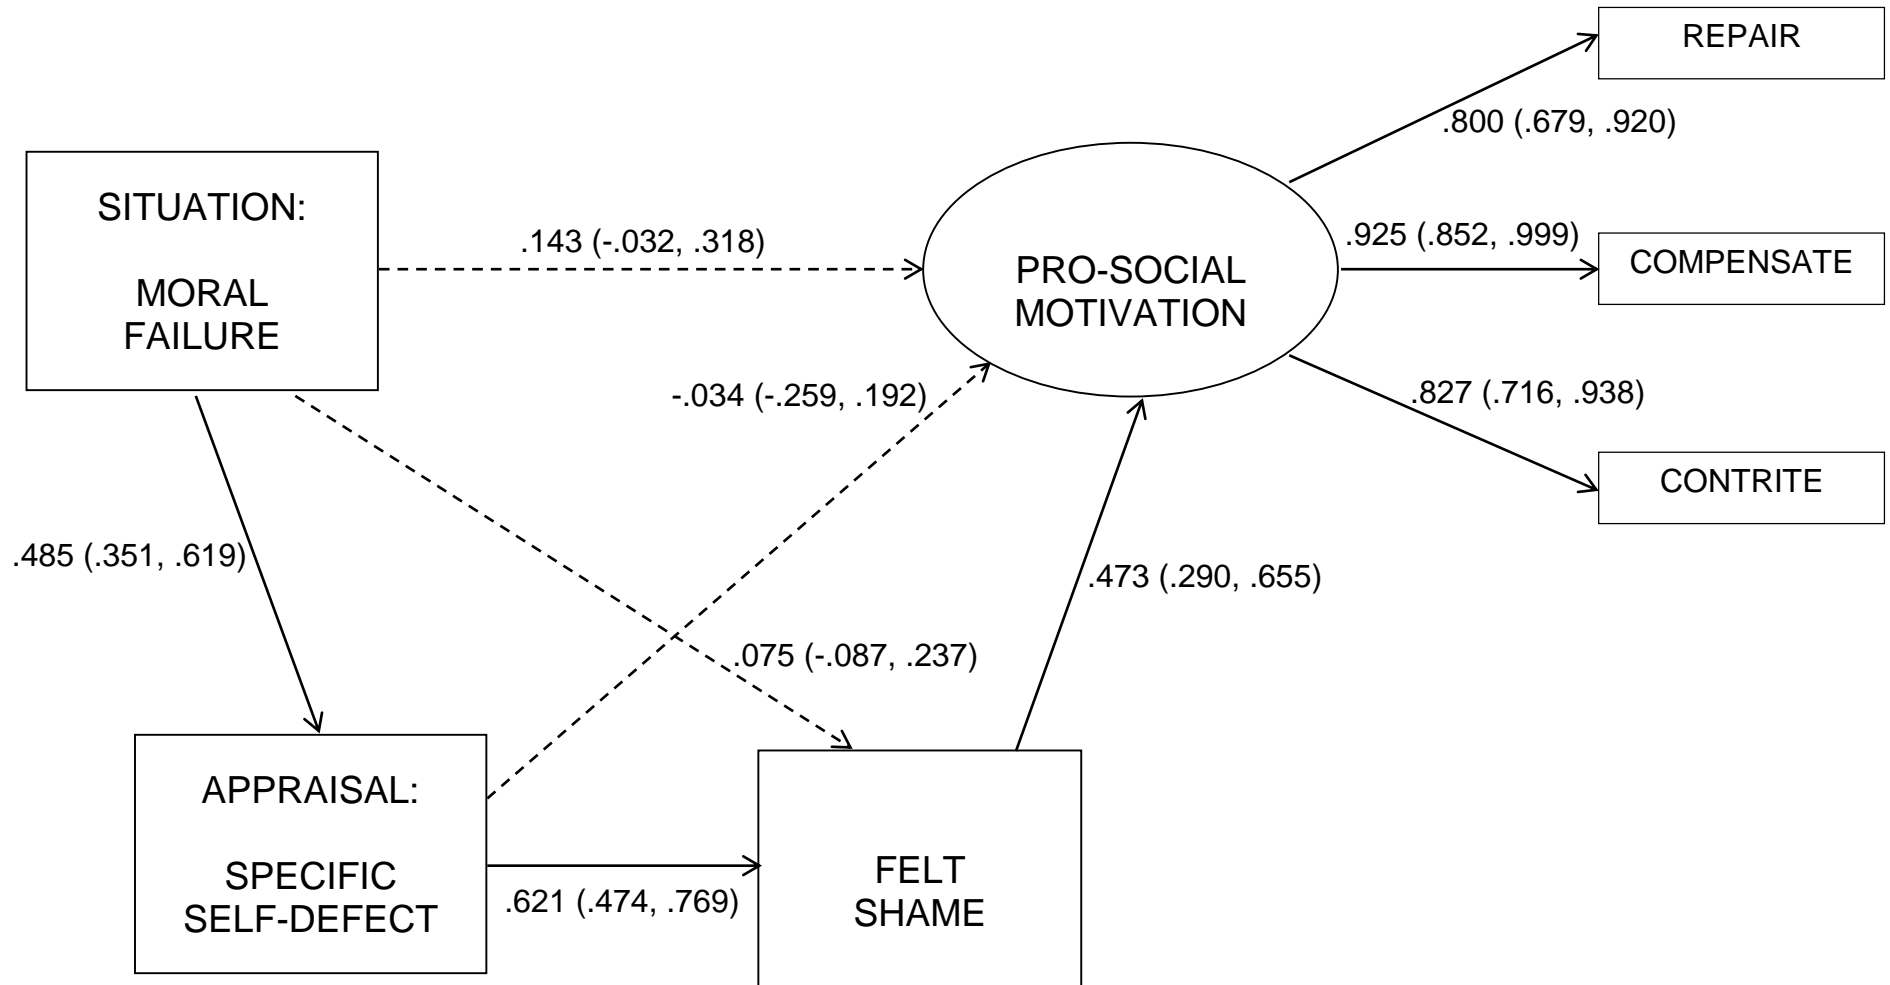 REPAIR
.800 (.679, .920)
SITUATION:
MORAL
FAILURE
.143 (-.032, .318)
PRO-SOCIAL
MOTIVATION
.925 (.852, .999)
COMPENSATE
-.034 (-.259, .192)
.827 (.716, .938)
CONTRITE
.485 (.351, .619)
.473 (.290, .655)
.075 (-.087, .237)
APPRAISAL:
SPECIFIC
SELF-DEFECT
.621 (.474, .769)
FELT
SHAME